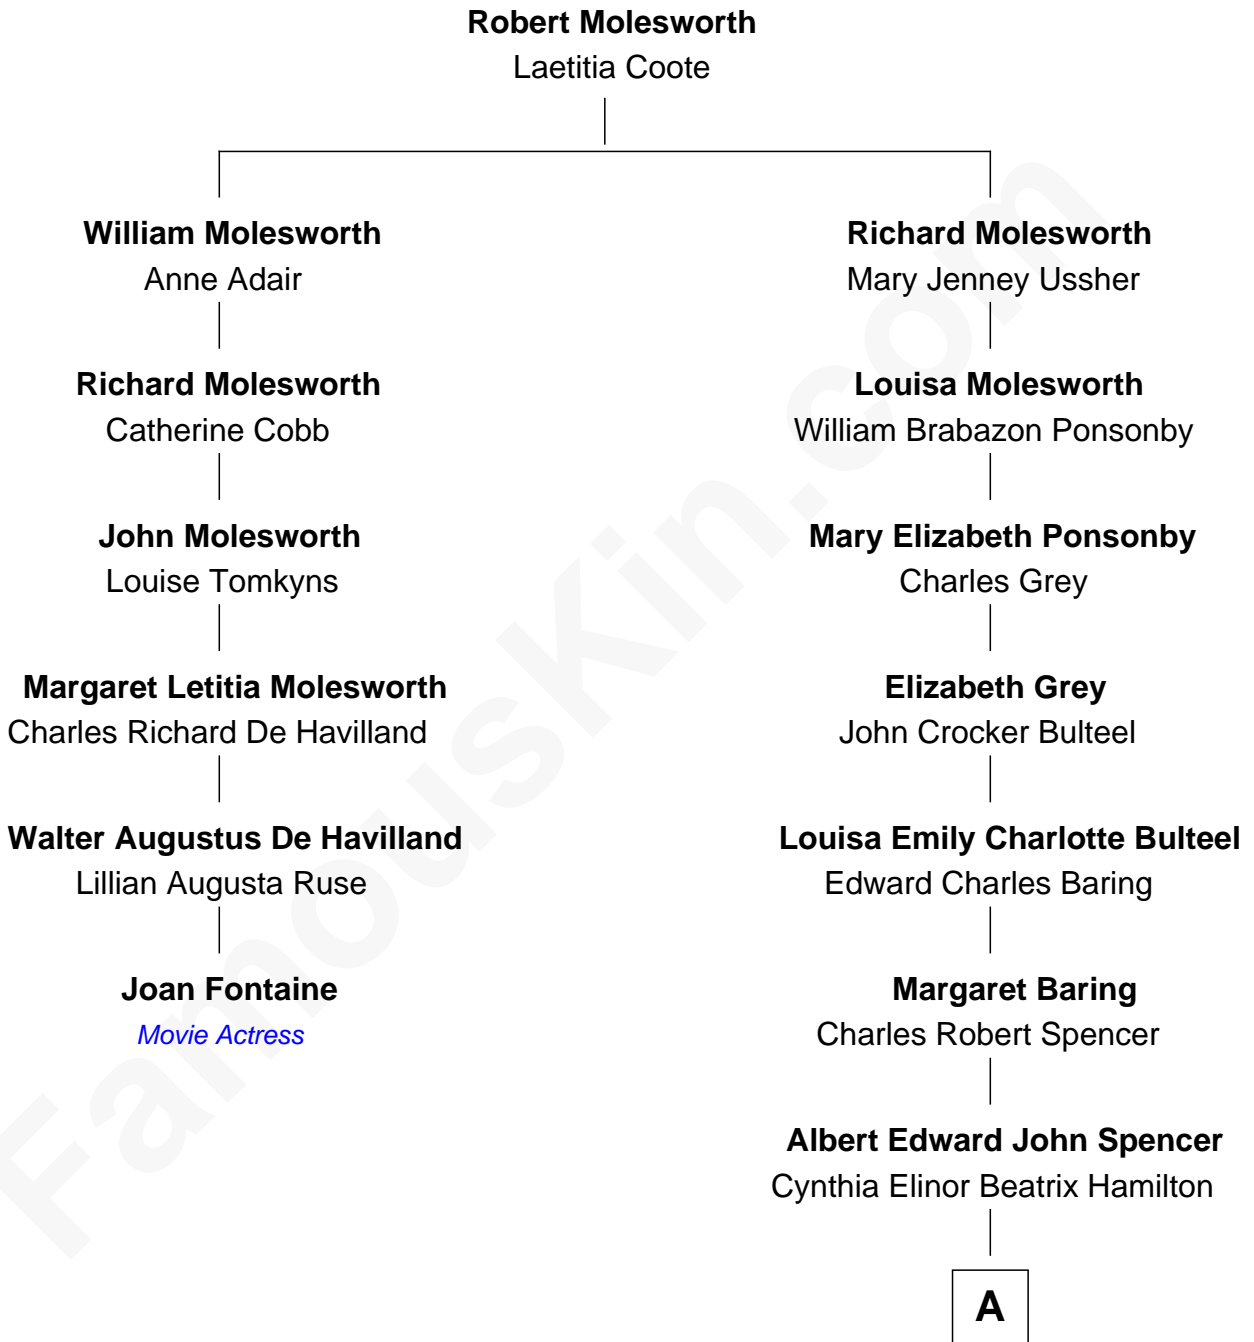 Robert Molesworth
Laetitia Coote
William Molesworth
Anne Adair
Richard Molesworth
Mary Jenney Ussher
Richard Molesworth
Catherine Cobb
Louisa Molesworth
William Brabazon Ponsonby
John Molesworth
Louise Tomkyns
Mary Elizabeth Ponsonby
Charles Grey
Margaret Letitia Molesworth
Charles Richard De Havilland
Elizabeth Grey
John Crocker Bulteel
Walter Augustus De Havilland
Lillian Augusta Ruse
Louisa Emily Charlotte Bulteel
Edward Charles Baring
Joan Fontaine
Movie Actress
Margaret Baring
Charles Robert Spencer
Albert Edward John Spencer
Cynthia Elinor Beatrix Hamilton
A
FamousKin.com